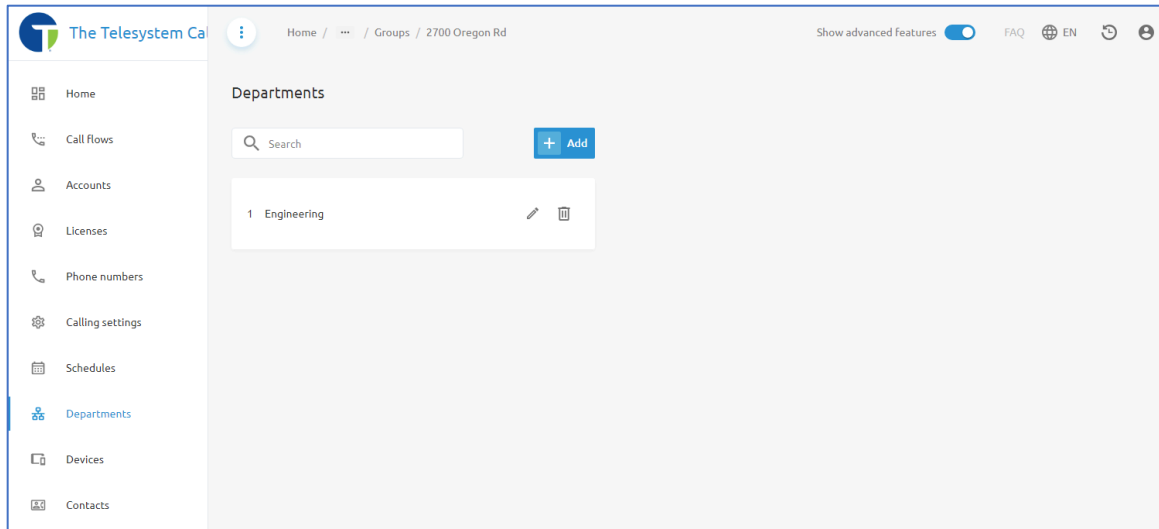 The Telesystem Cal
Home / ... / Groups / 2700 Oregon Rd
Show advanced features
FAQ
EN
Home
Call flows
Accounts
Licenses
Phone numbers
Calling settings
Schedules
Departments
Devices
Contacts
Departments
Search
+ Add
1 Engineering